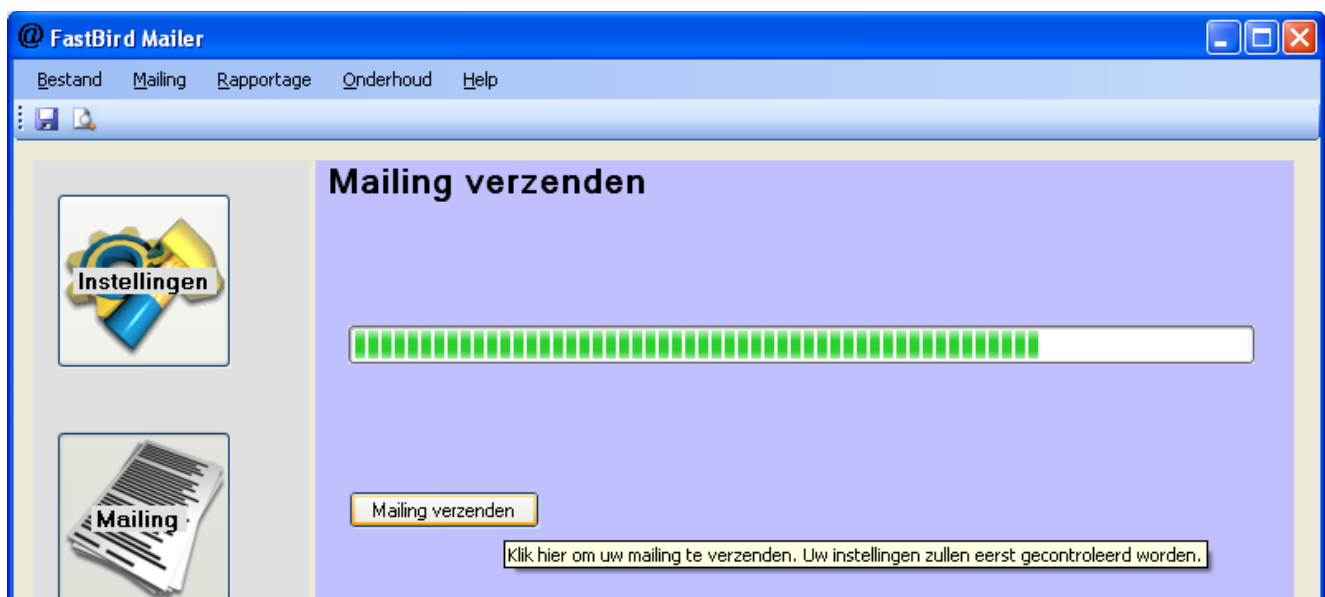 @ FastBird Mailer
Bestand Mailing Rapportage Onderhoud Help
Mailing verzenden
Instellingen
Mailing
Mailing verzenden
Klik hier om uw mailing te verzenden. Uw instellingen zullen eerst gecontroleerd worden.